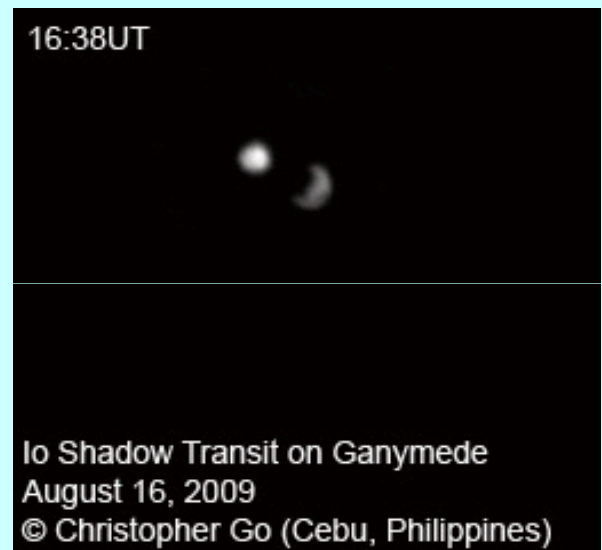 16:38UT
Io Shadow Transit on Ganymede
August 16, 2009
© Christopher Go (Cebu, Philippines)